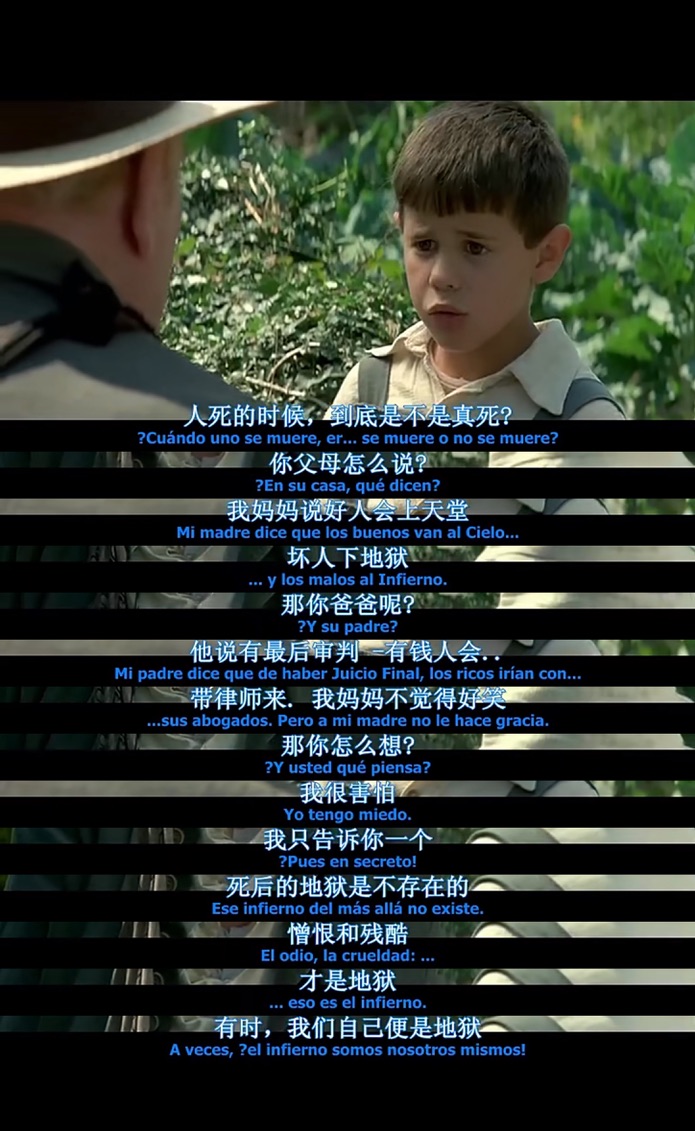 人死的时候，到底是不是真死?
?Cuándo uno se muere, er... se muere o no se muere?
你父母怎么说?
?En su casa, qué dicen?
我妈妈说好人会上天堂
Mi madre dice que los buenos van al Cielo...
坏人下地狱
... y los malos al Infierno.
那你爸爸呢?
?Y su padre?
他说有最后审判 -有钱人会..
Mi padre dice que de haber Juicio Final, los ricos irían con...
带律师来. 我妈妈不觉得好笑
...sus abogados. Pero a mi madre no le hace gracia.
那你怎么想?
?Y usted qué piensa?
我很害怕
Yo tengo miedo.
我只告诉你一个
?Pues en secreto!
死后的地狱是不存在的
Ese infierno del más allá no existe.
憎恨和残酷
El odio, la crueldad: ...
才是地狱
... eso es el infierno.
有时，我们自己便是地狱
A veces, ?el infierno somos nosotros mismos!